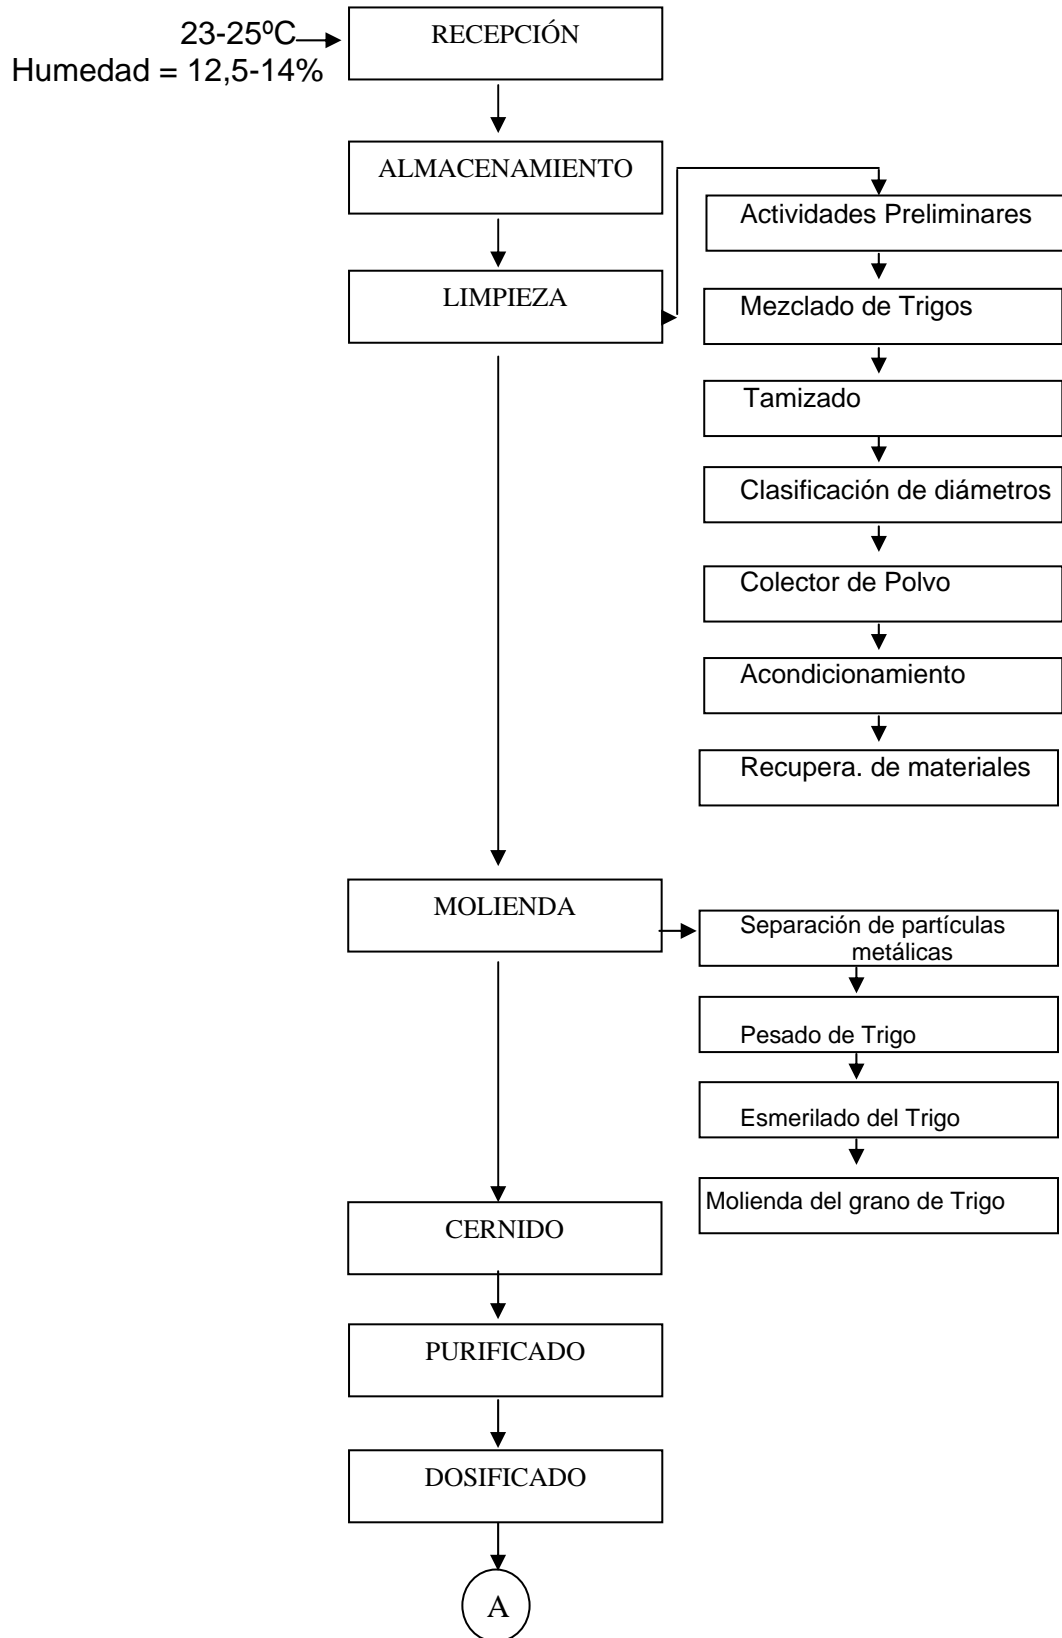 23-25ºC
Humedad = 12,5-14%
RECEPCIÓN
ALMACENAMIENTO
LIMPIEZA
Actividades Preliminares
Mezclado de Trigos
Tamizado
Clasificación de diámetros
Colector de Polvo
Acondicionamiento
Recupera. de materiales
MOLIENDA
Separación de partículas
metálicas
Pesado de Trigo
Esmerilado del Trigo
Molienda del grano de Trigo
CERNIDO
PURIFICADO
DOSIFICADO
A